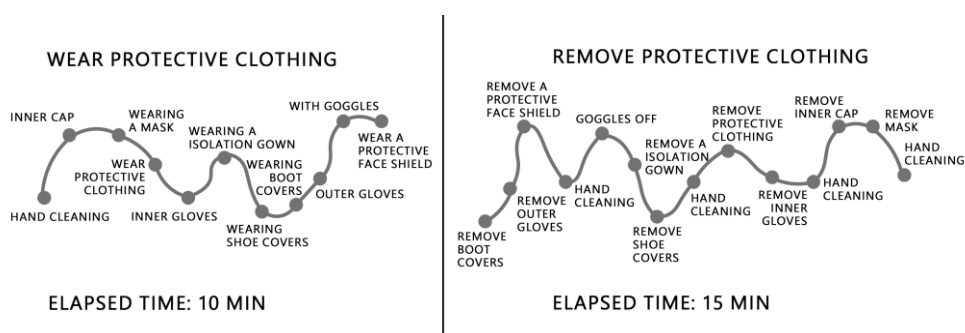 WEAR PROTECTIVE CLOTHING
HAND CLEANING
INNER CAP
WEARING
A MASK
WEAR
PROTECTIVE
CLOTHING
INNER GLOVES
WEARING A
ISOLATION GOWN
WEARING
SHOE COVERS
WEARING
BOOT
COVERS
OUTER GLOVES
WITH GOGGLES
WEAR A
PROTECTIVE
FACE SHIELD
ELAPSED TIME: 10 MIN
REMOVE PROTECTIVE CLOTHING
REMOVE
BOOT
COVERS
REMOVE
OUTER
GLOVES
REMOVE A
PROTECTIVE
FACE SHIELD
HAND
CLEANING
GOGGLES OFF
REMOVE A
ISOLATION
GOWN
REMOVE
SHOE
COVERS
HAND
CLEANING
REMOVE
PROTECTIVE
CLOTHING
REMOVE
INNER
GLOVES
HAND
CLEANING
REMOVE
INNER CAP
REMOVE
MASK
HAND
CLEANING
ELAPSED TIME: 15 MIN